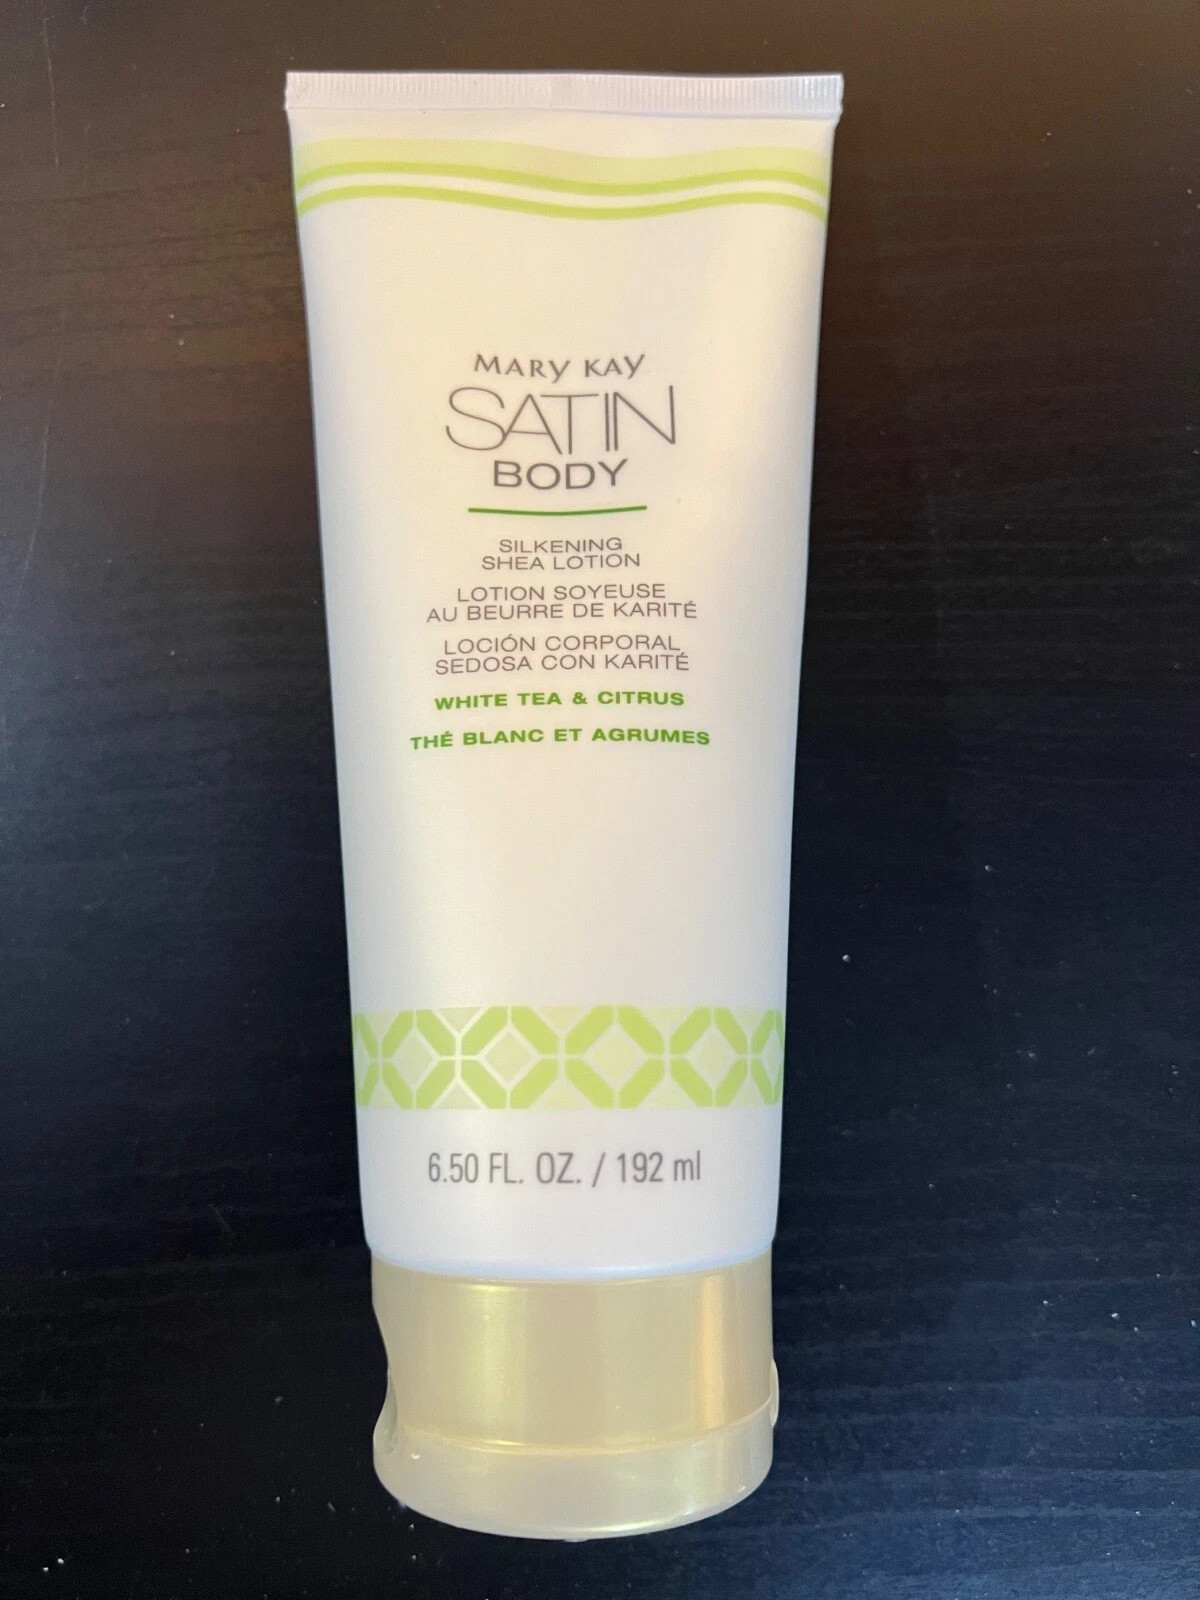 MARY KAY
SATIN
BODY
SILKENING
SHEA LOTION
LOTION SOYEUSE
AU BEURRE DE KARITÉ
LOCIÓN CORPORAL
SEDOSA CON KARITÉ
WHITE TEA & CITRUS
THÉ BLANC ET AGRUMES
6.50 FL. OZ. / 192 ml